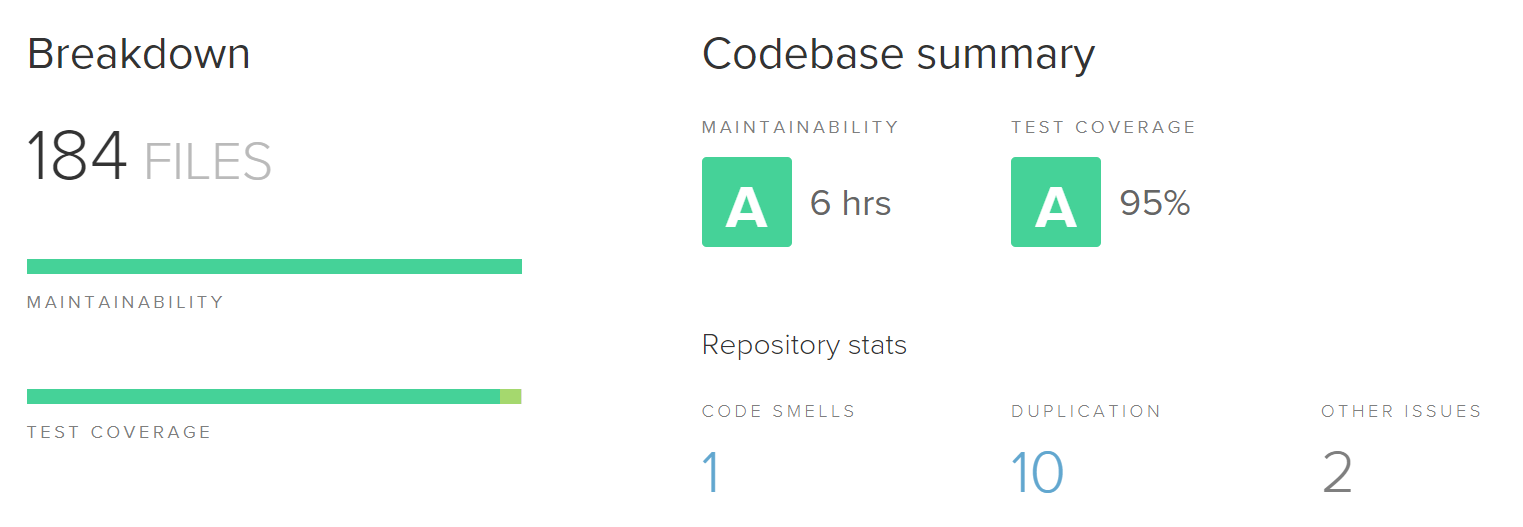 Breakdown
184 FILES
MAINTAINABILITY
TEST COVERAGE
Codebase summary
MAINTAINABILITY
TEST COVERAGE
A 6 hrs
A 95%
Repository stats
CODE SMELLS
DUPLICATION
OTHER ISSUES
1
10
2